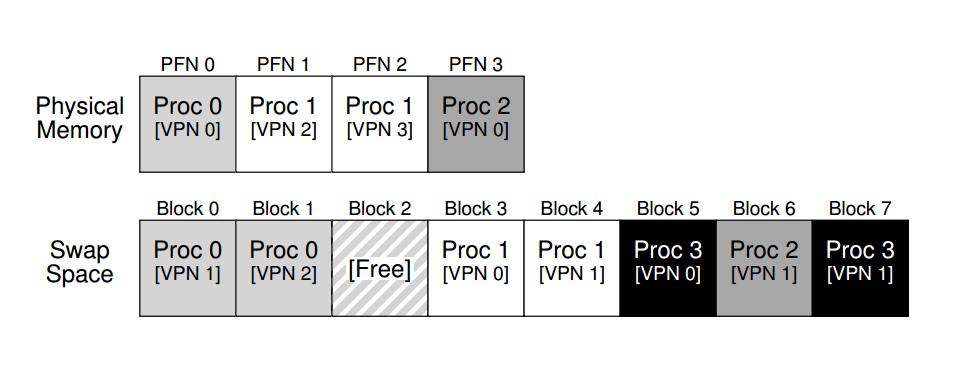 PFN 0 PFN 1 PFN 2 PFN 3
Physical Memory
Proc 0 Proc 1 Proc 1 Proc 2
[VPN 0] [VPN 2] [VPN 3] [VPN 0]
Block 0 Block 1 Block 2 Block 3 Block 4 Block 5 Block 6 Block 7
Swap Space
Proc 0 Proc 0 [Free] Proc 1 Proc 1 Proc 3 Proc 2 Proc 3
[VPN 1] [VPN 2] [VPN 0] [VPN 1] [VPN 0] [VPN 1] [VPN 1]